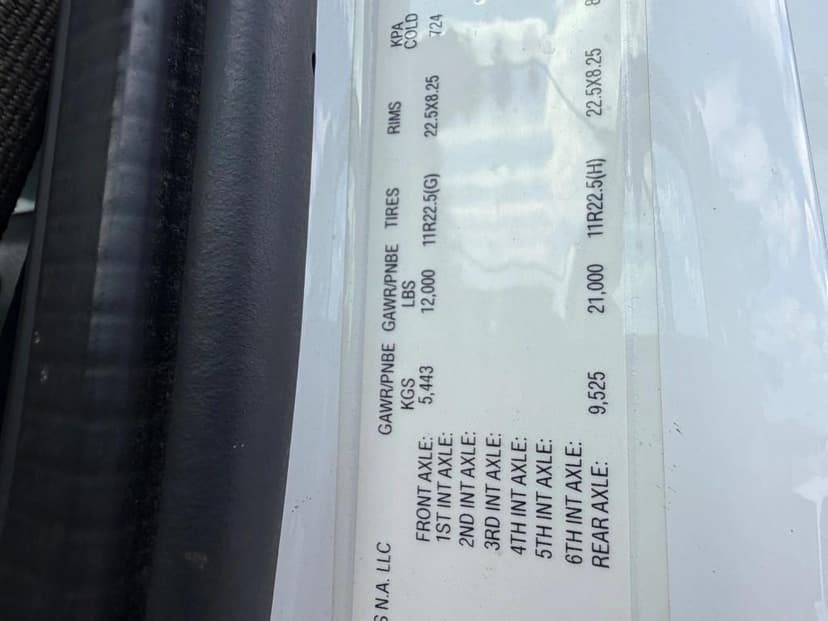 S N.A. LLC
GAWR/PNBE GAWR/PNBE TIRES RIMS KPA
KGS LBS COLD
FRONT AXLE: 5,443 12,000 11R22.5(G) 22.5X8.25 724
1ST INT AXLE:
2ND INT AXLE:
3RD INT AXLE:
4TH INT AXLE:
5TH INT AXLE:
6TH INT AXLE:
REAR AXLE: 9,525 21,000 11R22.5(H) 22.5X8.25 8